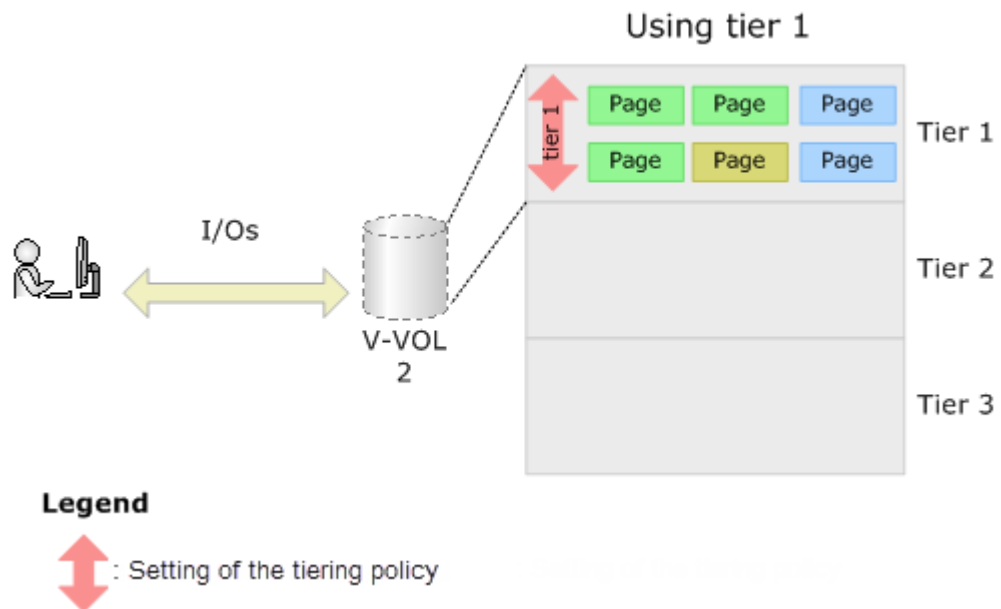 Using tier 1
tier 1
Page Page Page
Page Page Page
Tier 1
Tier 2
Tier 3
I/Os
V-VOL
2
Legend
: Setting of the tiering policy